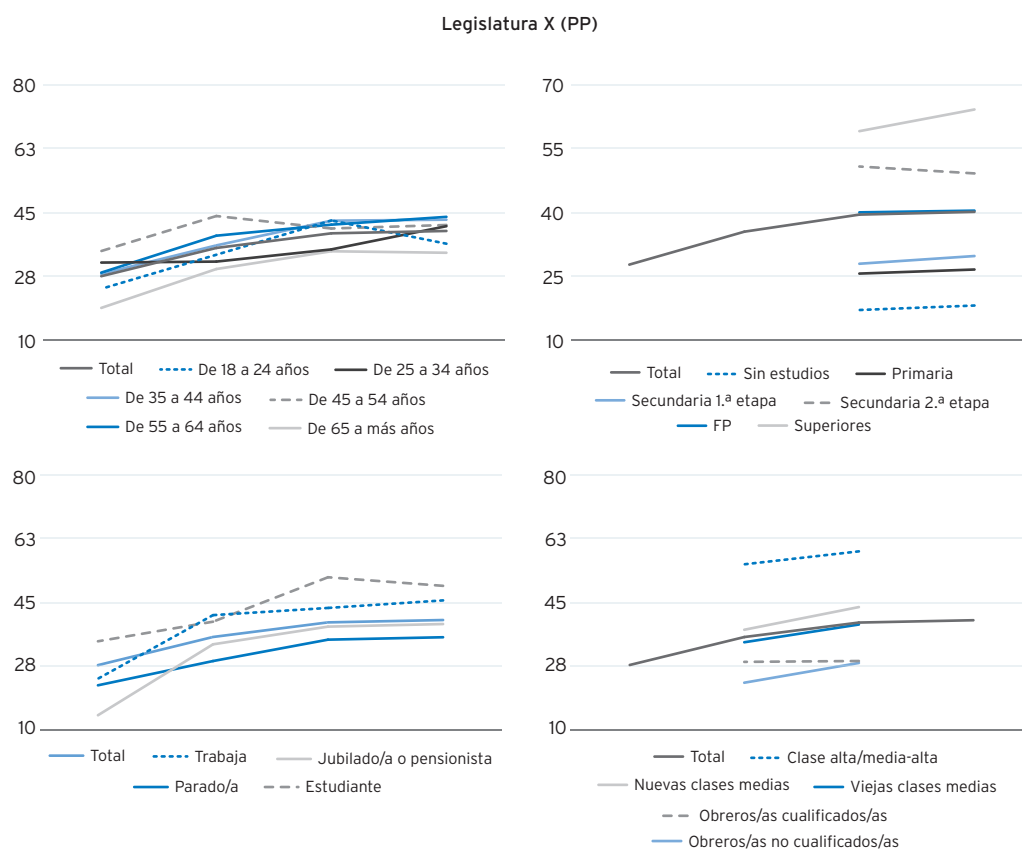 Legislatura X (PP)
80
63
45
28
10
Total De 18 a 24 años De 25 a 34 años
De 35 a 44 años De 45 a 54 años
De 55 a 64 años De 65 a más años
70
55
40
25
10
Total Sin estudios Primaria
Secundaria 1.ª etapa Secundaria 2.ª etapa
FP Superiores
80
63
45
28
10
Total Trabaja Jubilado/a o pensionista
Parado/a Estudiante
80
63
45
28
10
Total Clase alta/media-alta
Nuevas clases medias Viejas clases medias
Obreros/as cualificados/as
Obreros/as no cualificados/as